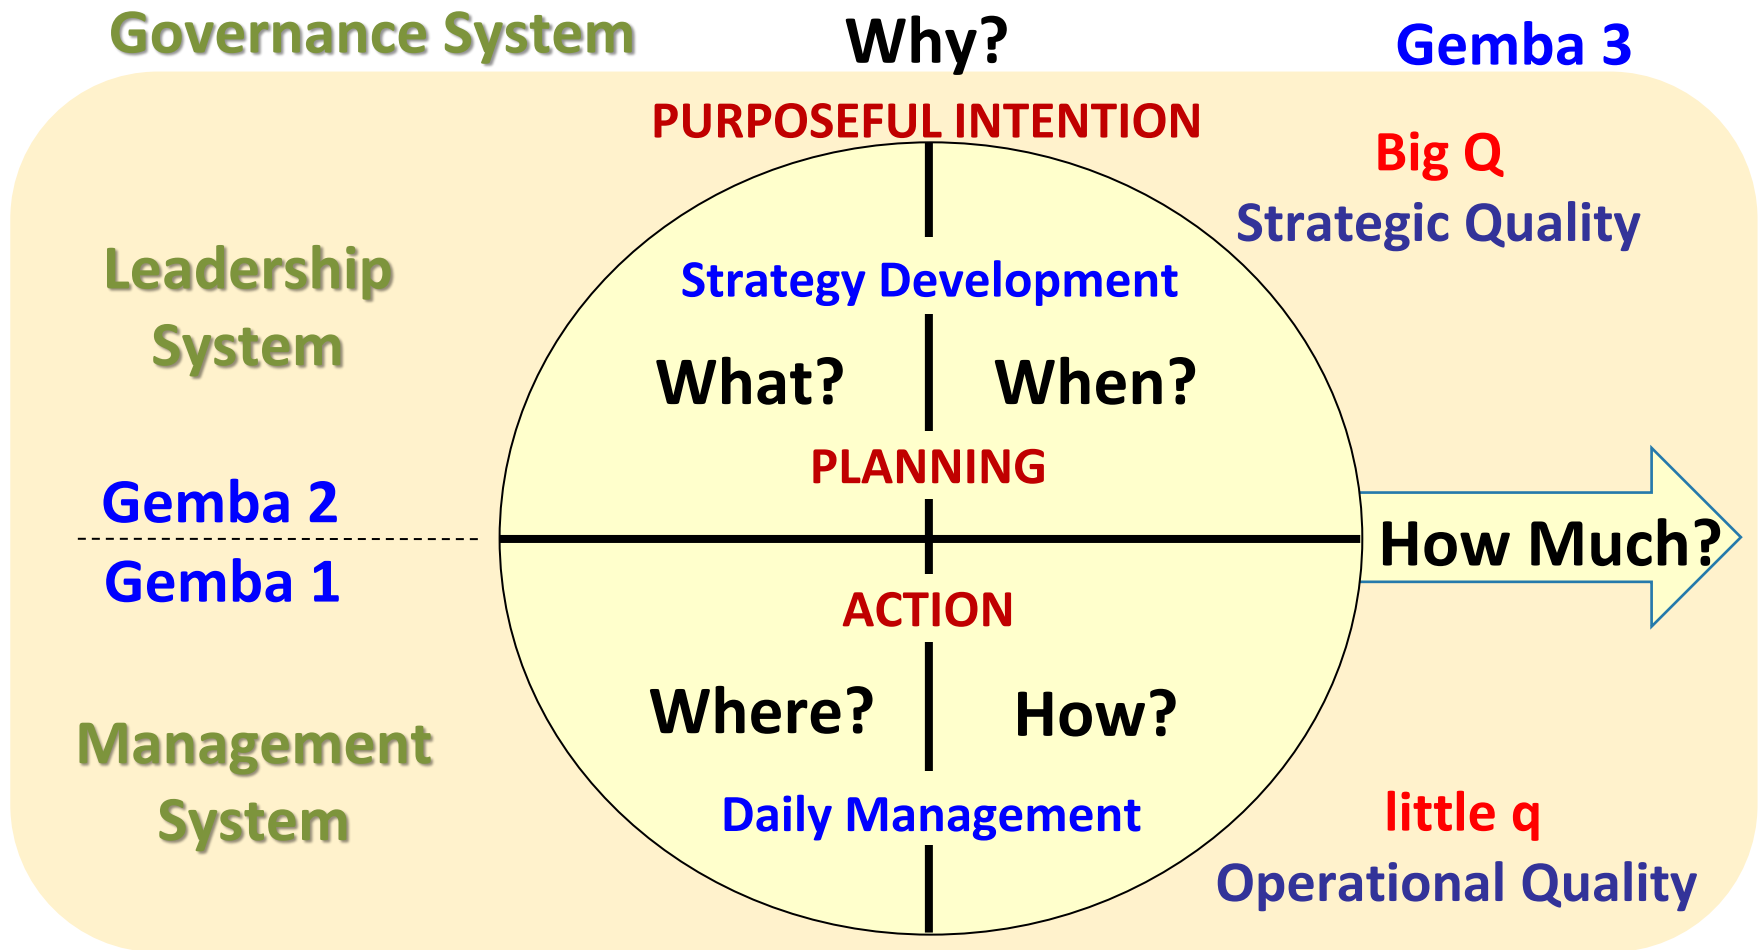 Governance System
Why?
Gemba 3
PURPOSEFUL INTENTION
Big Q
Strategic Quality
Leadership
System
Strategy Development
What?
When?
PLANNING
Gemba 2
How Much?
Gemba 1
ACTION
Where?
How?
Management
System
Daily Management
little q
Operational Quality